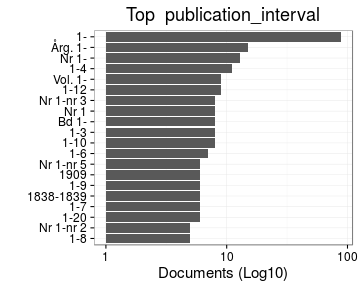 Top publication_interval
1-
Årg. 1-
Nr 1-
1-4
Vol. 1-
1-12
Nr 1-nr 3
Nr 1
Bd 1-
1-3
1-10
1-6
Nr 1-nr 5
1909
1-9
1838-1839
1-7
1-20
Nr 1-nr 2
1-8
1 10 100
Documents (Log10)